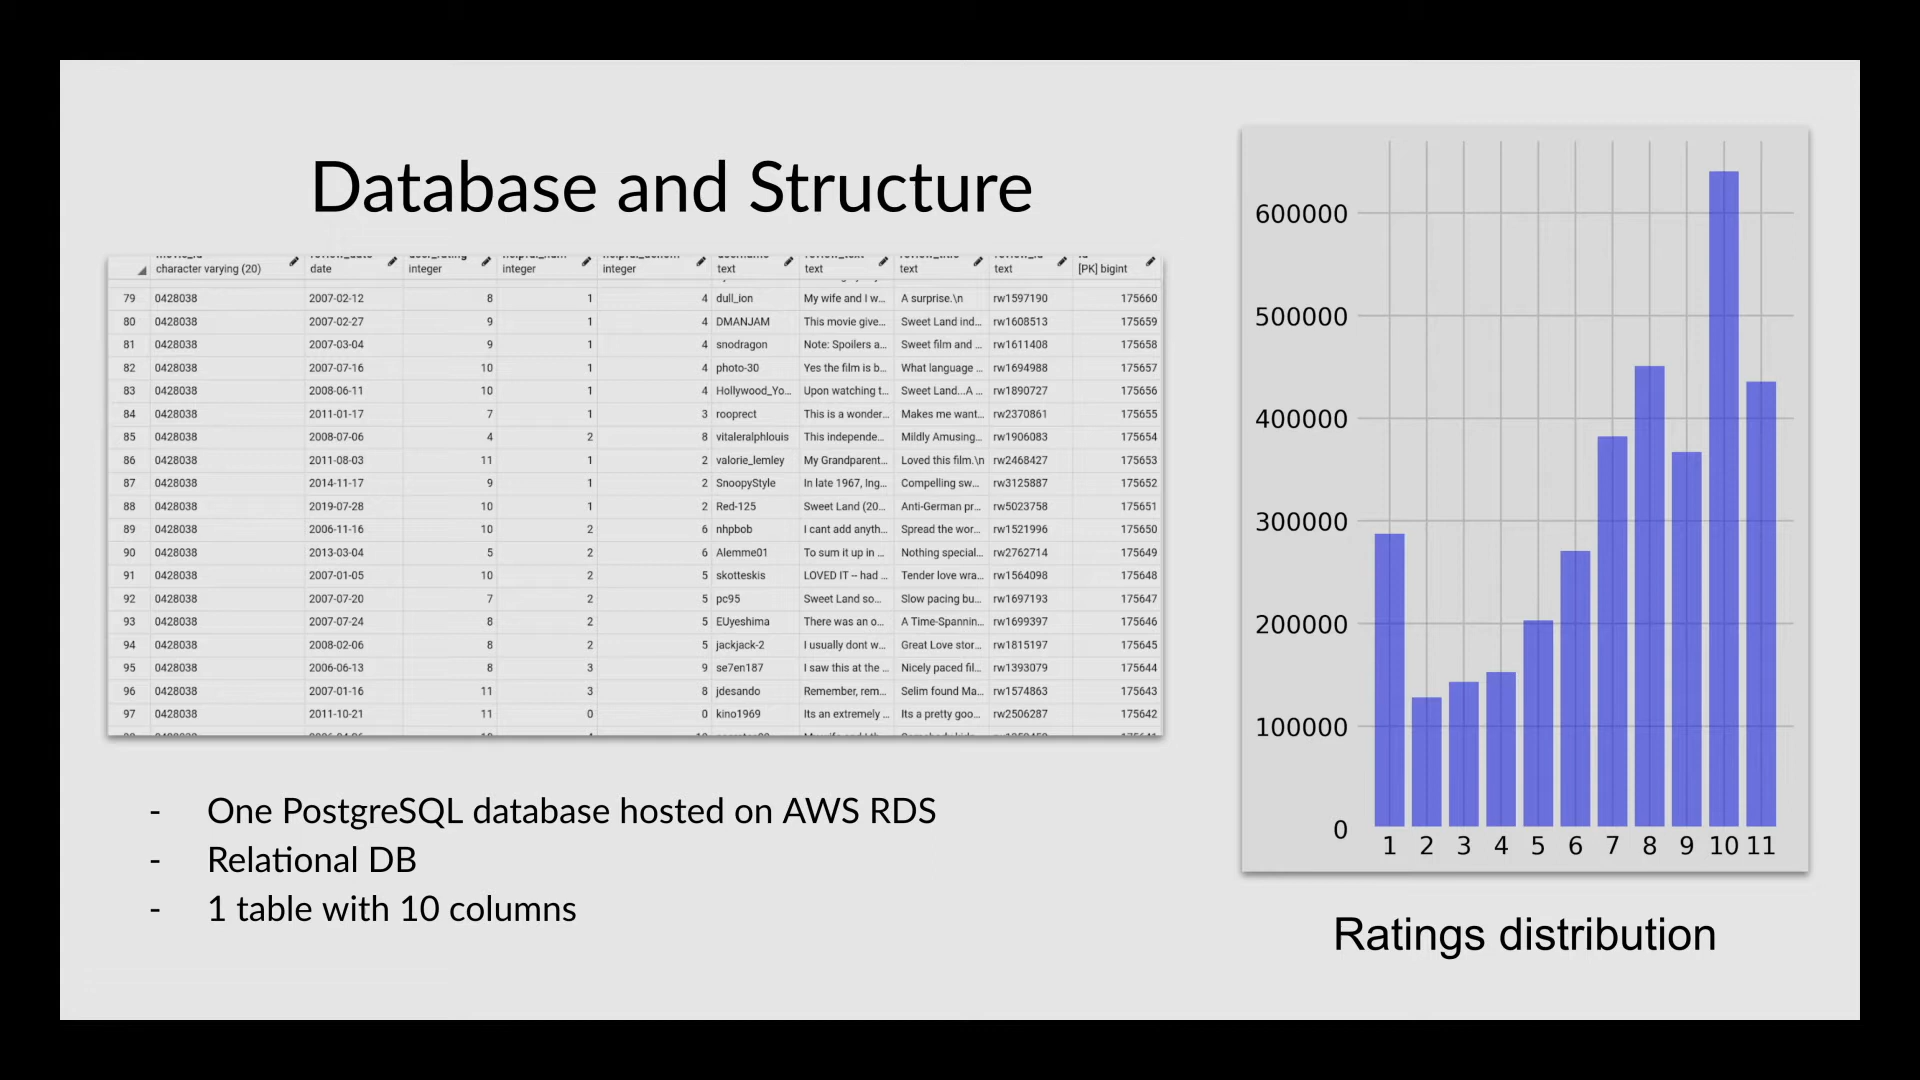 Database and Structure
character varying (20) date integer integer integer text text text text [PK] bigint
79 0428038 2007-02-12 8 1 4 dull_ion My wife and I w... A surprise.\n rw1597190 175660
80 0428038 2007-02-27 9 1 4 DMANJAM This movie give... Sweet Land ind... rw1608513 175659
81 0428038 2007-03-04 9 1 4 snodragon Note: Spoilers a... Sweet film and ... rw1611408 175658
82 0428038 2007-07-16 10 1 4 photo-30 Yes the film is b... What language ... rw1694988 175657
83 0428038 2008-06-11 10 1 4 Hollywood_Yo... Upon watching t... Sweet Land...A ... rw1890727 175656
84 0428038 2011-01-17 7 1 3 rooprect This is a wonder... Makes me want... rw2370861 175655
85 0428038 2008-07-06 4 2 8 vitaleralphlouis This independe... Mildly Amusing... rw1906083 175654
86 0428038 2011-08-03 11 1 2 valorie_lemley My Grandparent... Loved this film.\n rw2468427 175653
87 0428038 2014-11-17 9 1 2 SnoopyStyle In late 1967, Ing... Compelling sw... rw3125887 175652
88 0428038 2019-07-28 10 1 2 Red-125 Sweet Land (20... Anti-German pr... rw5023758 175651
89 0428038 2006-11-16 10 2 6 nhpbob I cant add anyth... Spread the wor... rw1521996 175650
90 0428038 2013-03-04 5 2 6 Alemme01 To sum it up in ... Nothing special... rw2762714 175649
91 0428038 2007-01-05 10 2 5 skotteskis LOVED IT -- had ... Tender love wra... rw1564098 175648
92 0428038 2007-07-20 7 2 5 pc95 Sweet Land so... Slow pacing bu... rw1697193 175647
93 0428038 2007-07-24 8 2 5 EUyeshima There was an o... A Time-Spannin... rw1699397 175646
94 0428038 2008-02-06 8 2 5 jackjack-2 I usually dont w... Great Love stor... rw1815197 175645
95 0428038 2006-06-13 8 3 9 se7en187 I saw this at the ... Nicely paced fil... rw1393079 175644
96 0428038 2007-01-16 11 3 8 jdesando Remember, rem... Selim found Ma... rw1574863 175643
97 0428038 2011-10-21 11 0 0 kino1969 Its an extremely ... Its a pretty goo... rw2506287 175642
- One PostgreSQL database hosted on AWS RDS
- Relational DB
- 1 table with 10 columns
600000
500000
400000
300000
200000
100000
0
1 2 3 4 5 6 7 8 9 10 11
Ratings distribution